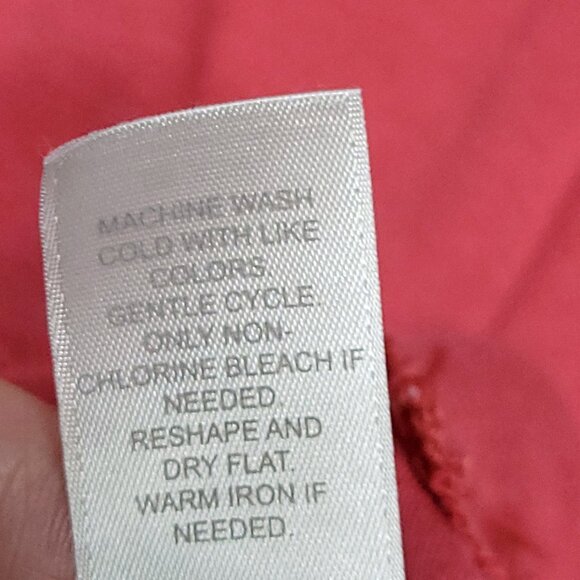 MACHINE WASH
COLD WITH LIKE
COLORS.
GENTLE CYCLE.
ONLY NON-
CHLORINE BLEACH IF
NEEDED.
RESHAPE AND
DRY FLAT.
WARM IRON IF
NEEDED.